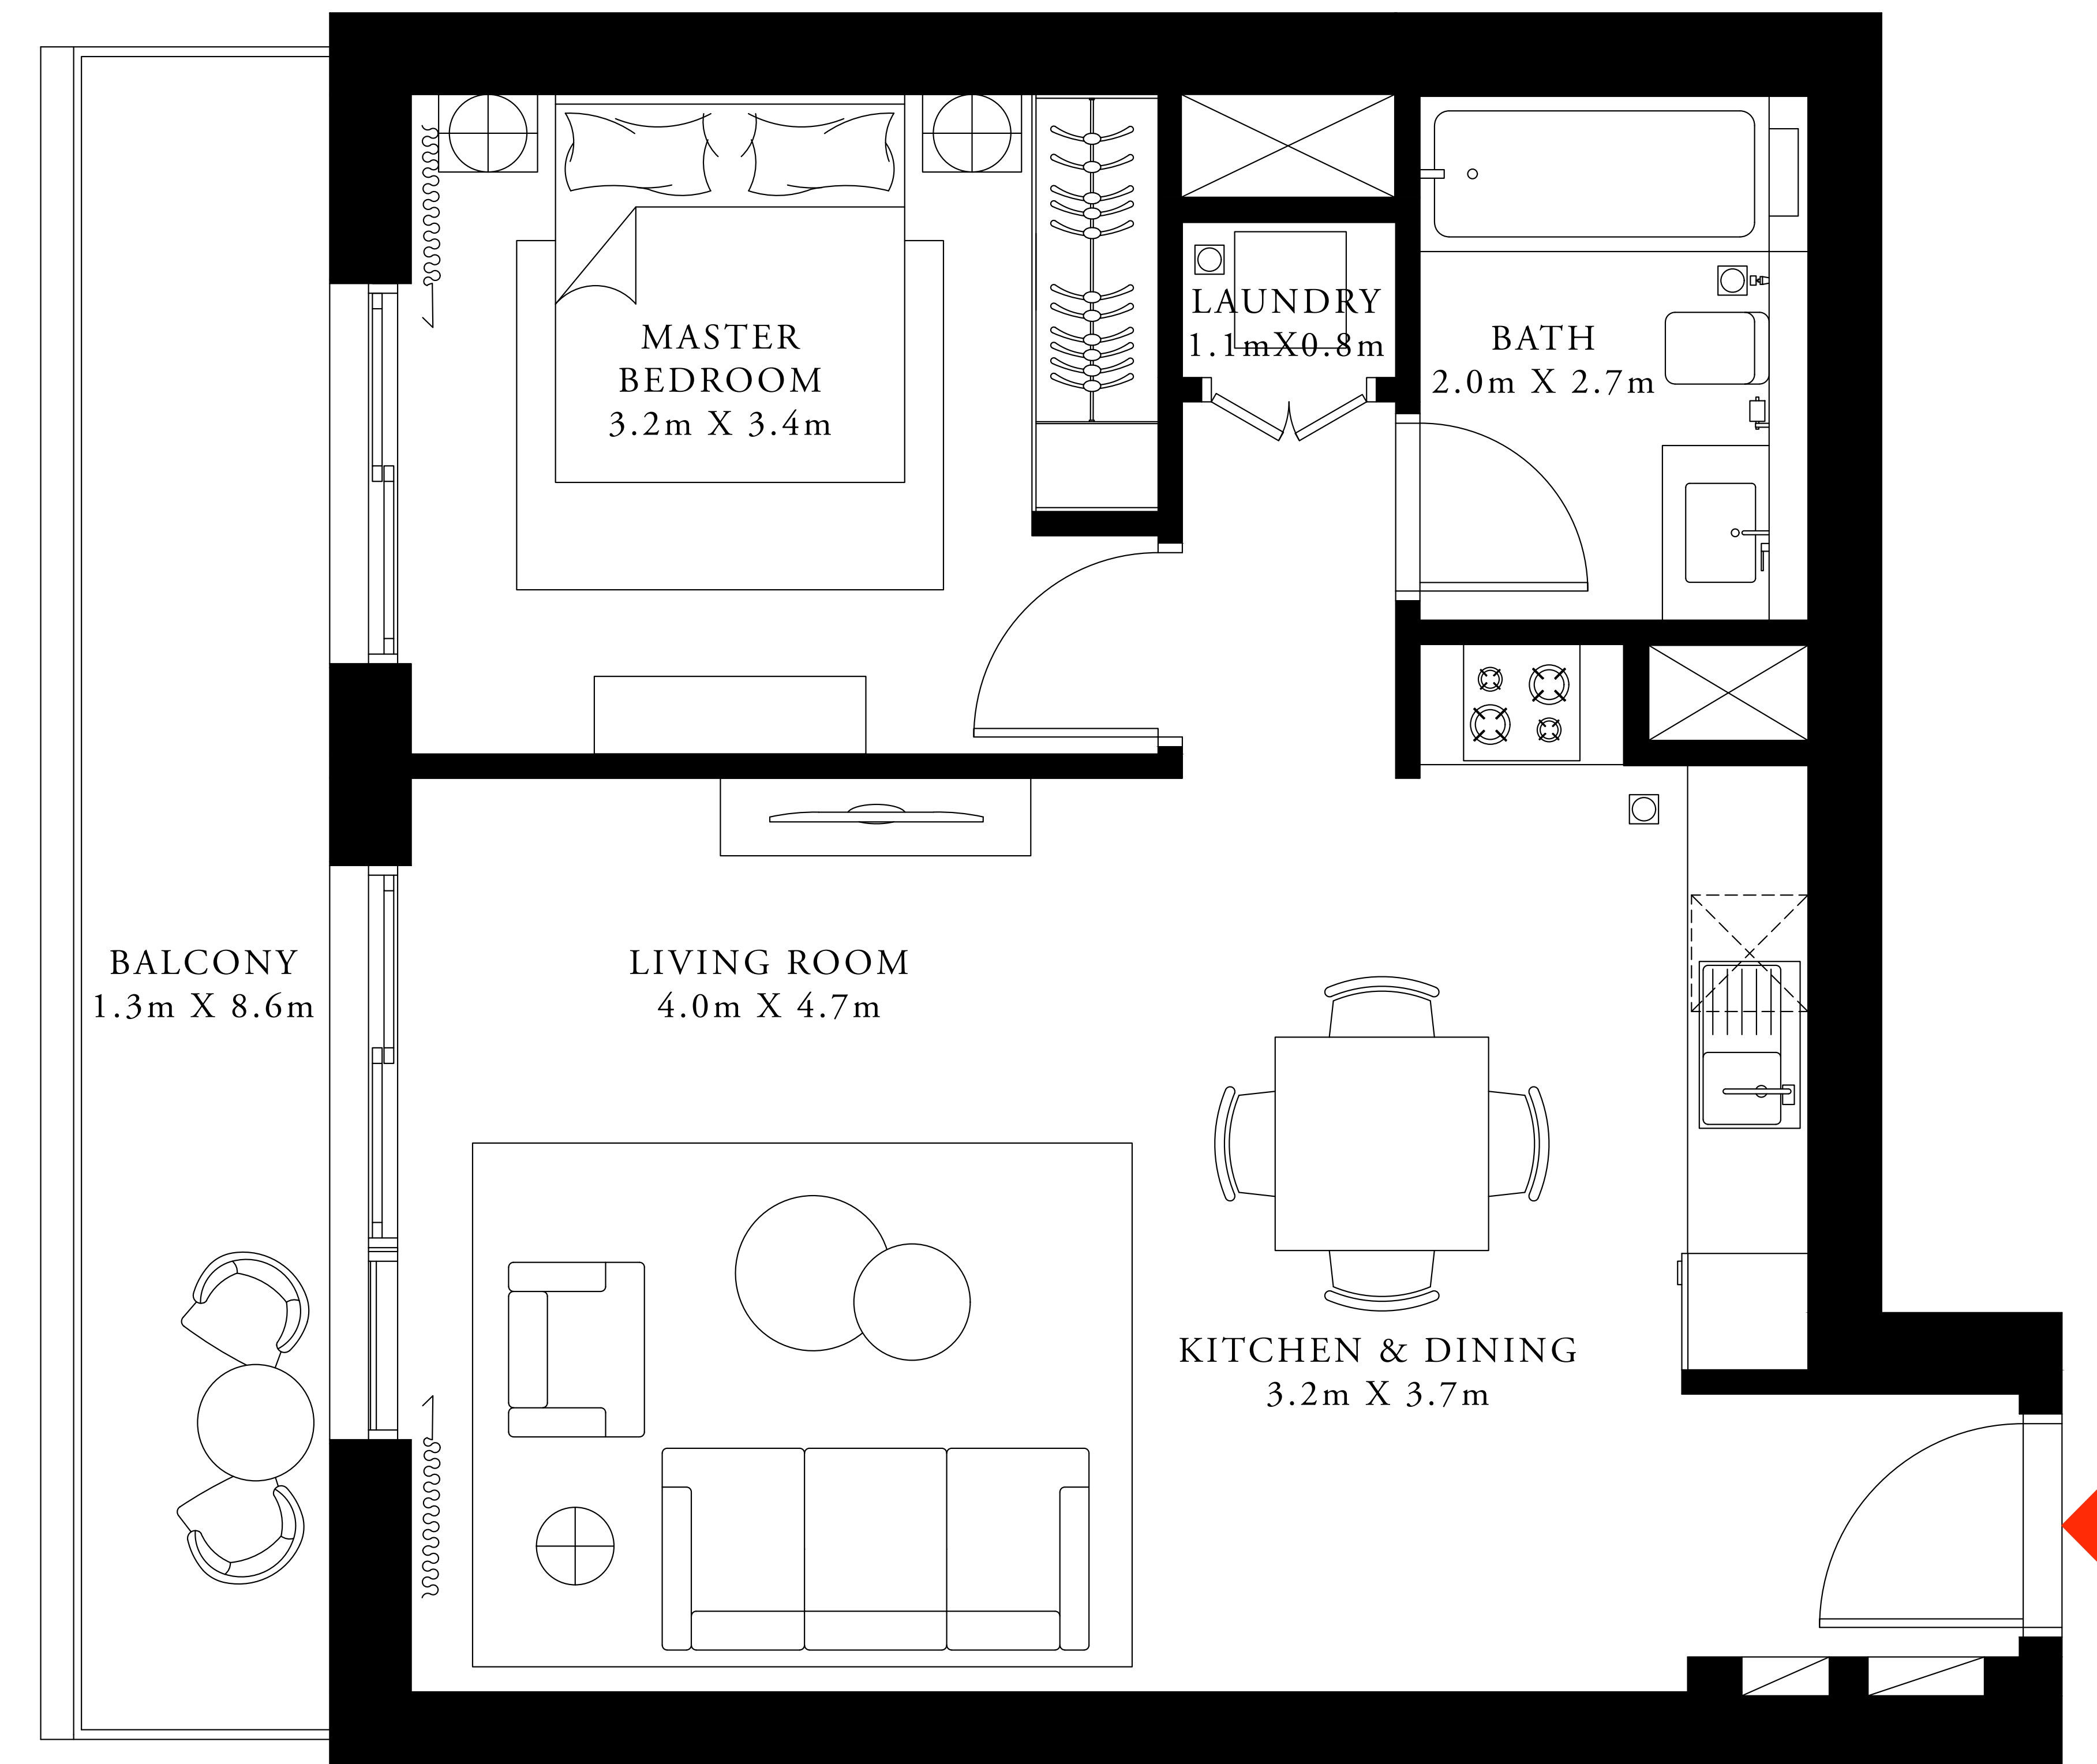 MASTER
BEDROOM
3.2m X 3.4m
LAUNDRY
1.1mX0.8m
BATH
2.0m X 2.7m
BALCONY
1.3m X 8.6m
LIVING ROOM
4.0m X 4.7m
KITCHEN & DINING
3.2m X 3.7m